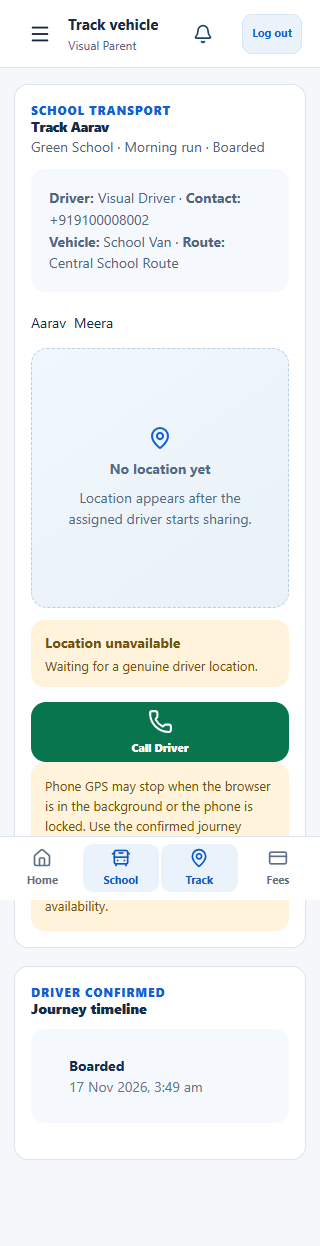 Track vehicle
Visual Parent
Log out
SCHOOL TRANSPORT
Track Aarav
Green School · Morning run · Boarded
Driver: Visual Driver · Contact:
+919100008002
Vehicle: School Van · Route:
Central School Route
Aarav Meera
No location yet
Location appears after the
assigned driver starts sharing.
Location unavailable
Waiting for a genuine driver location.
Call Driver
Phone GPS may stop when the browser
is in the background or the phone is
locked. Use the confirmed journey
Home School Track Fees
availability.
DRIVER CONFIRMED
Journey timeline
Boarded
17 Nov 2026, 3:49 am